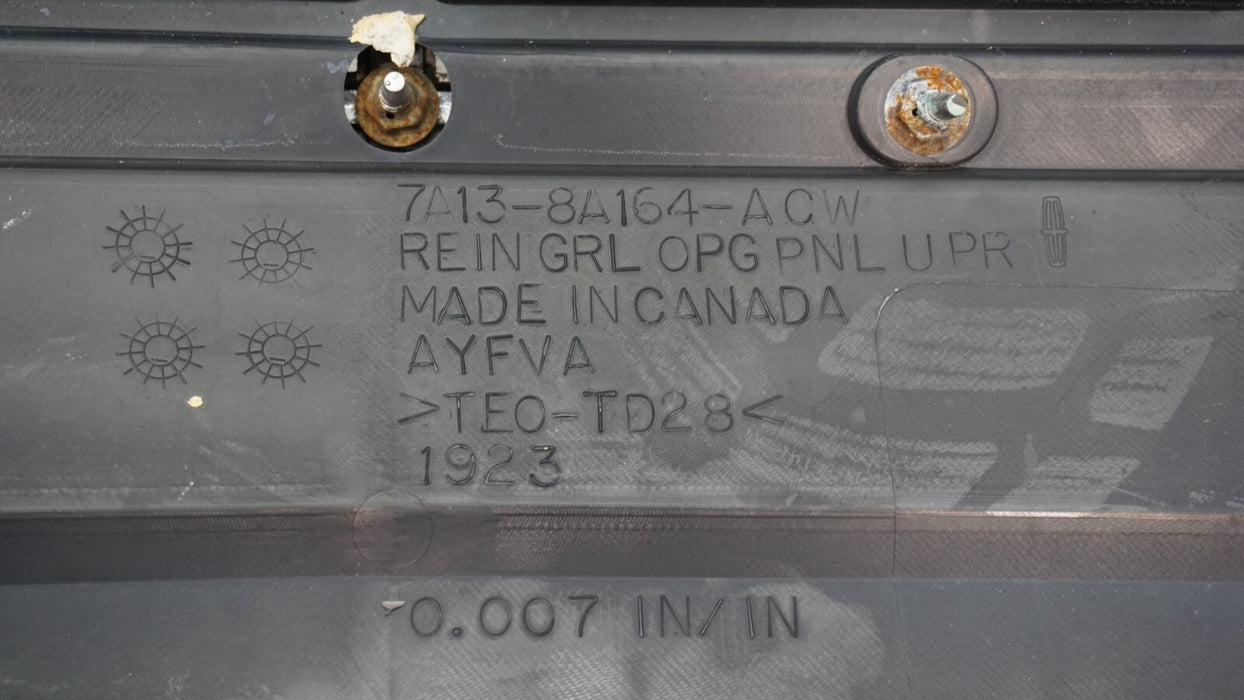 7A13-8A164-ACW
REIN GRL OPG PNL UPR
MADE IN CANADA
AYFVA
>TEO-TD28<
1923
0.007 IN/IN